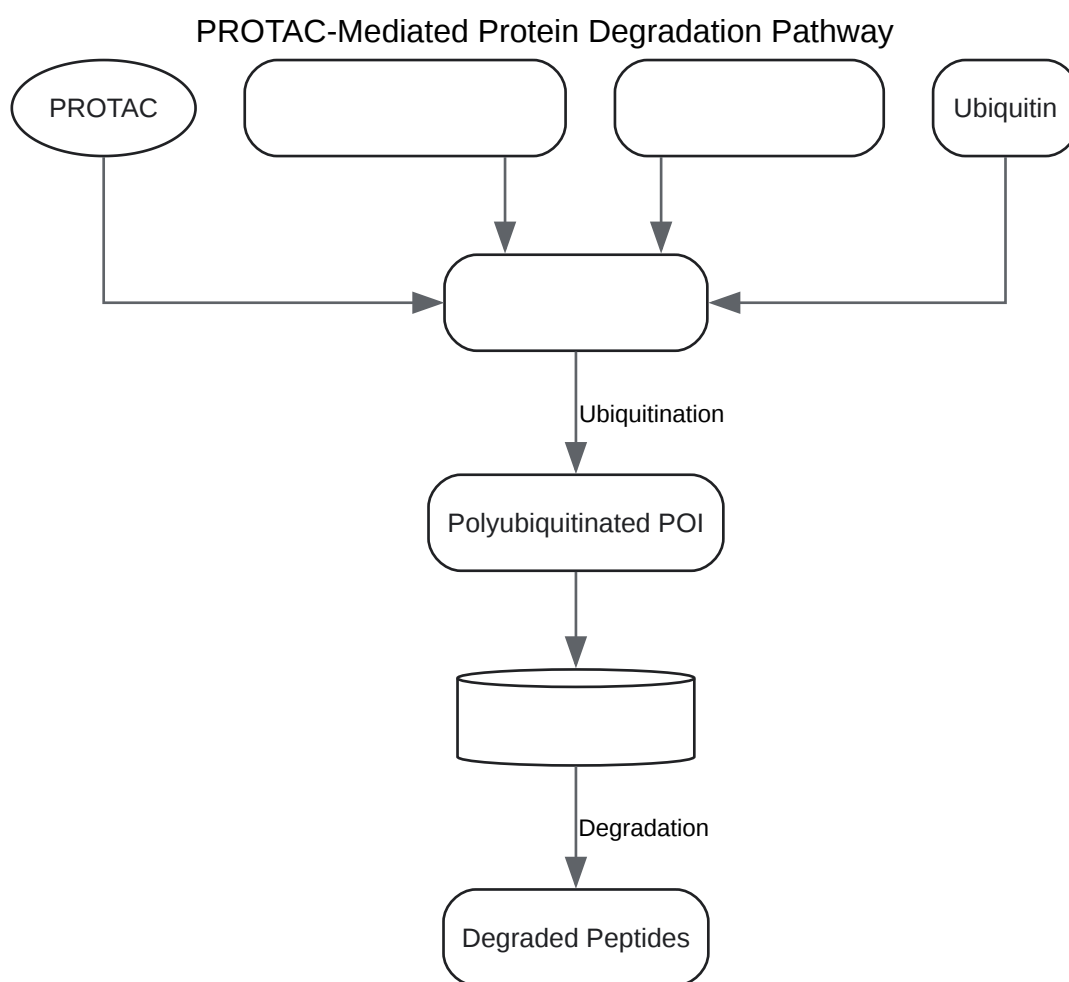 PROTAC-Mediated Protein Degradation Pathway
PROTAC
Ubiquitin
Ubiquitination
Polyubiquitinated POI
Degradation
Degraded Peptides